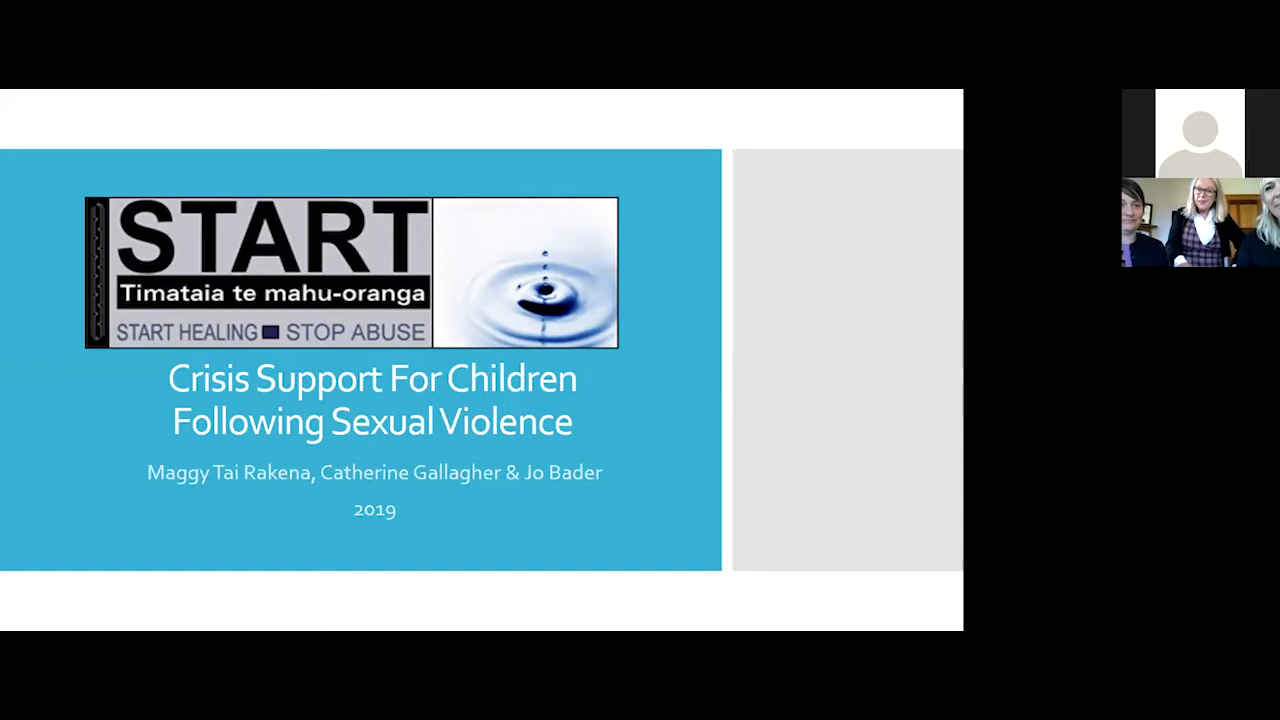 START
Timataia te mahu-oranga
START HEALING ■ STOP ABUSE
Crisis Support For Children
Following Sexual Violence
Maggy Tai Rakena, Catherine Gallagher & Jo Bader
2019